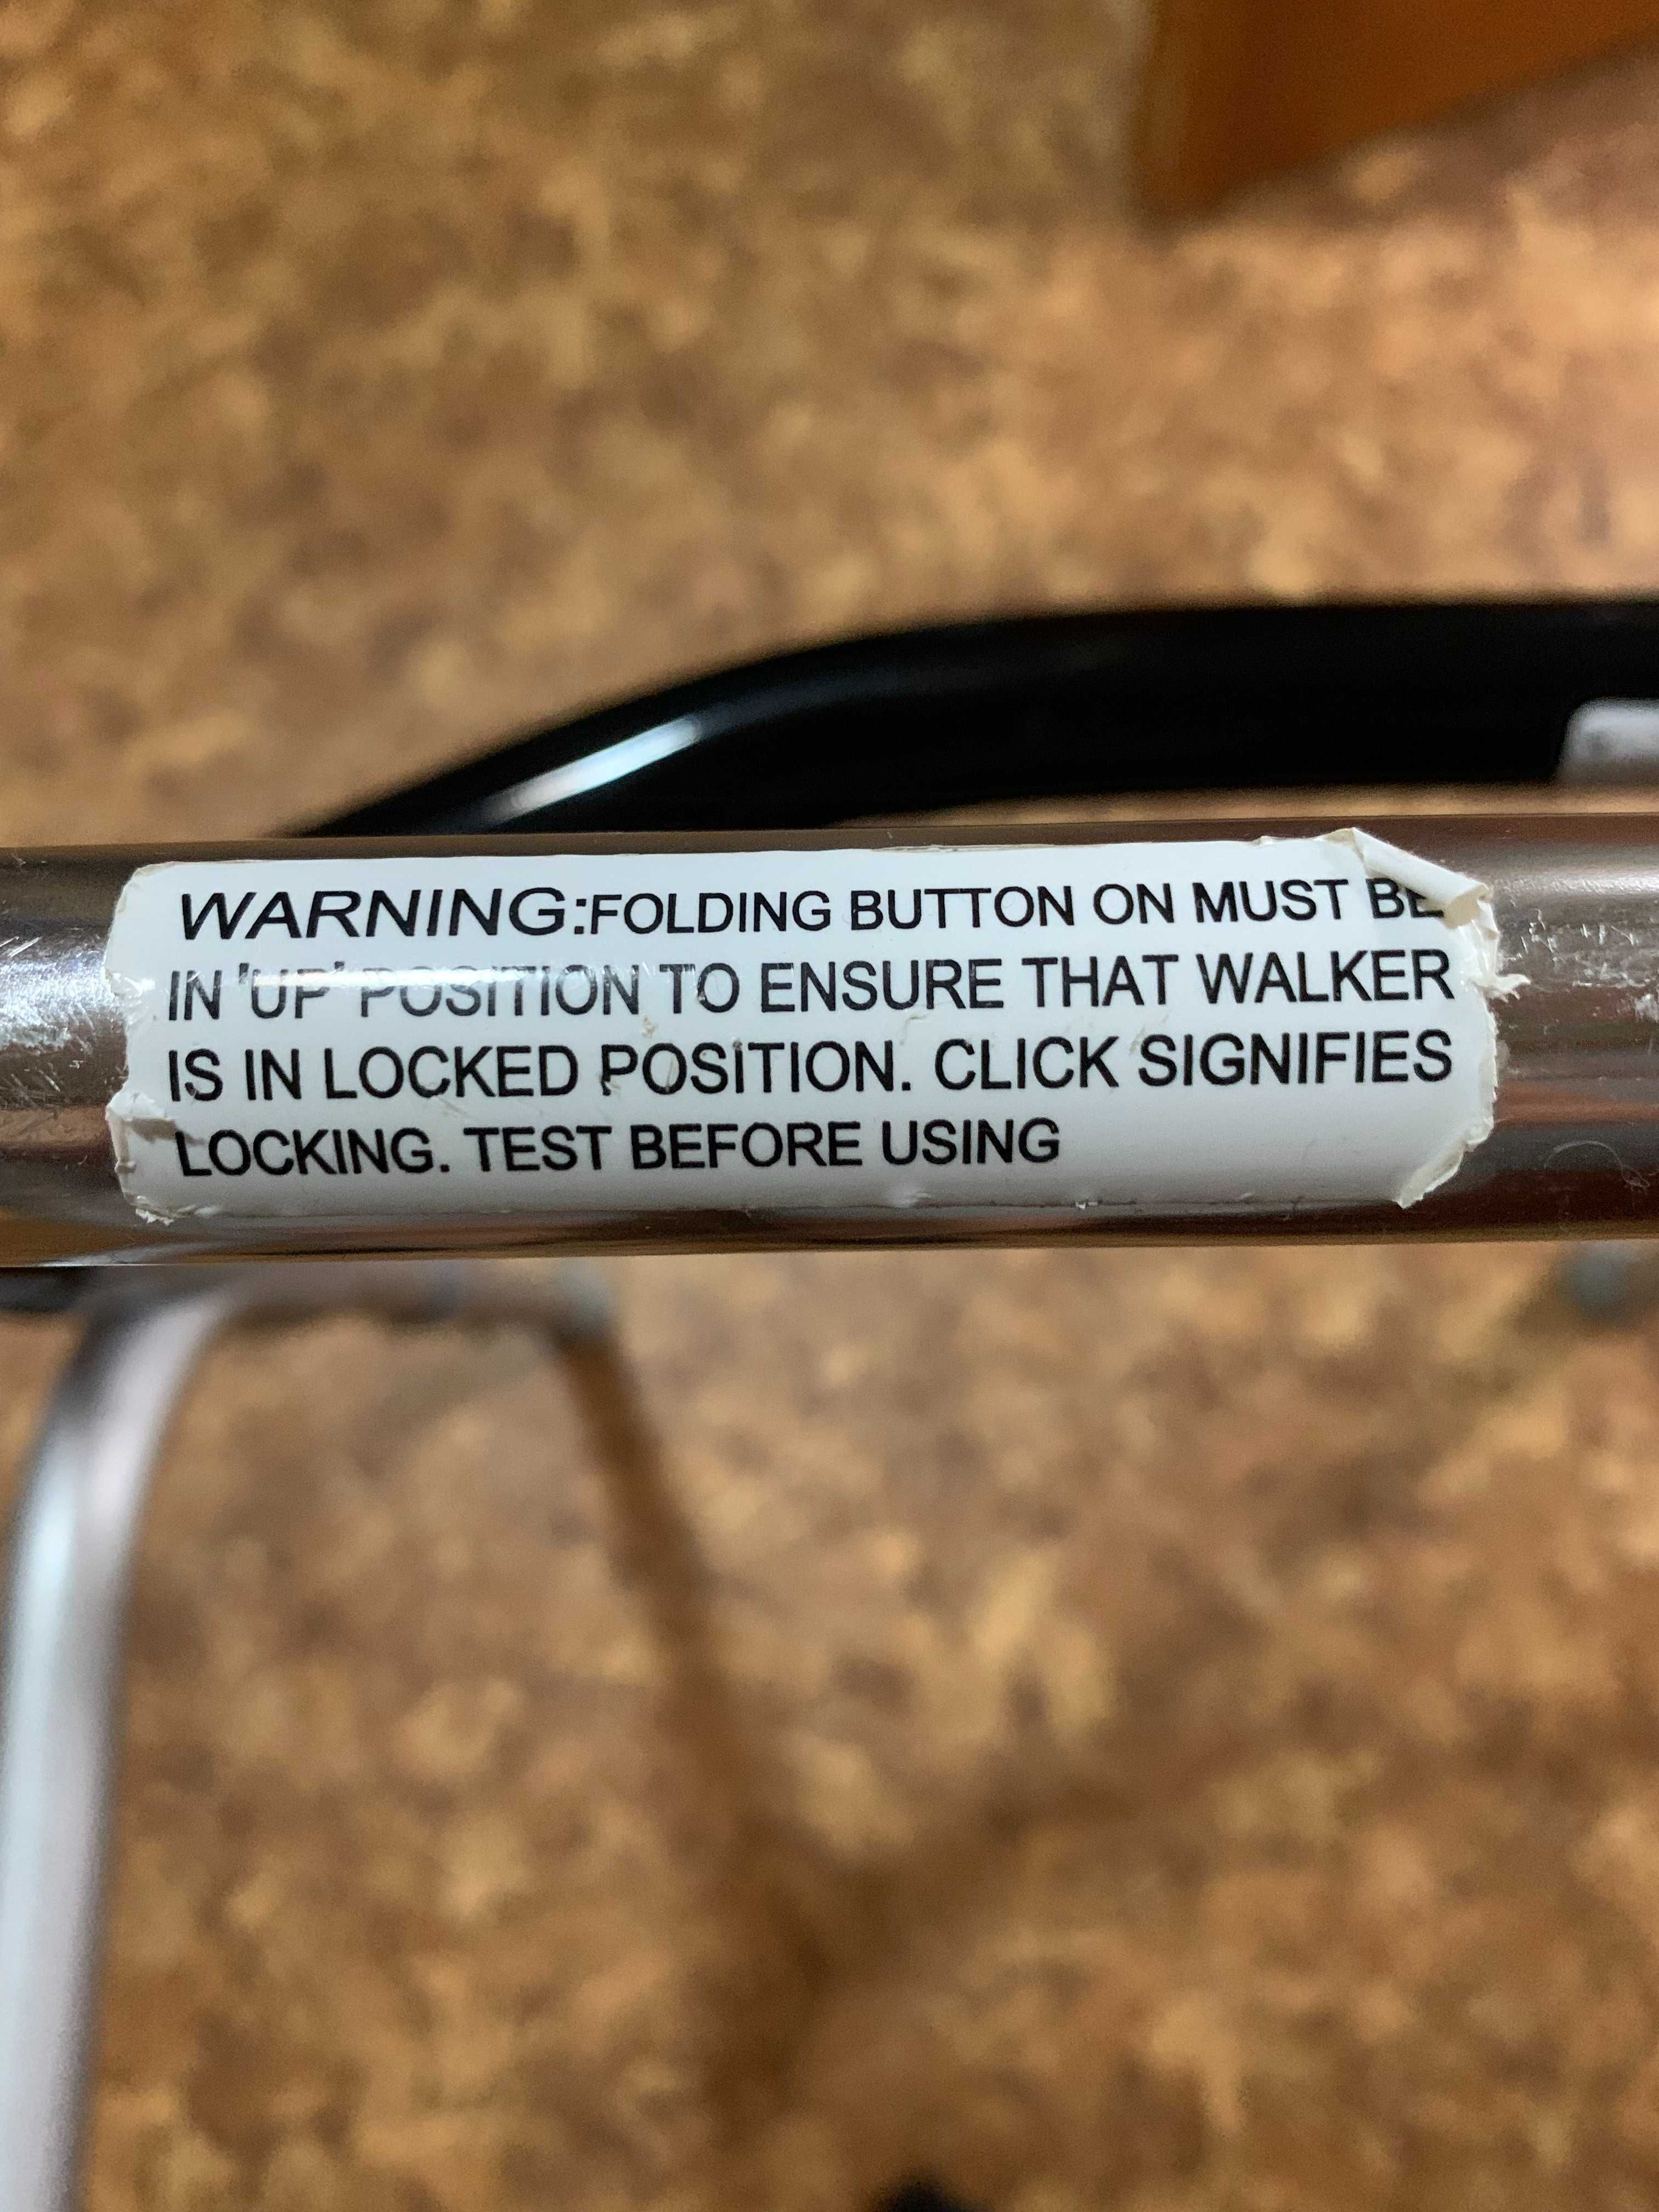 WARNING:FOLDING BUTTON ON MUST BE
IN 'UP' POSITION TO ENSURE THAT WALKER
IS IN LOCKED POSITION. CLICK SIGNIFIES
LOCKING. TEST BEFORE USING